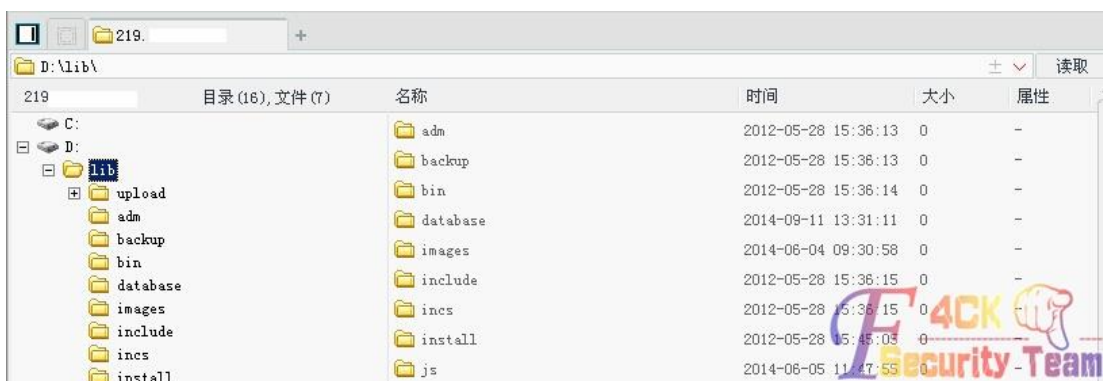 219.
D:\lib\ 读取
219 目录(16),文件(7) 名称 时间 大小 属性
C:
D:
lib
upload
adm
backup
bin
database
images
include
incs
install
adm 2012-05-28 15:36:13 0 -
backup 2012-05-28 15:36:13 0 -
bin 2012-05-28 15:36:14 0 -
database 2014-09-11 13:31:11 0 -
images 2014-06-04 09:30:58 0 -
include 2012-05-28 15:36:15 0 -
incs 2012-05-28 15:36:15 0 -
install 2012-05-28 15:45:03 0 -
js 2014-06-05 11:47:55 0 -
F4CK
Security Team